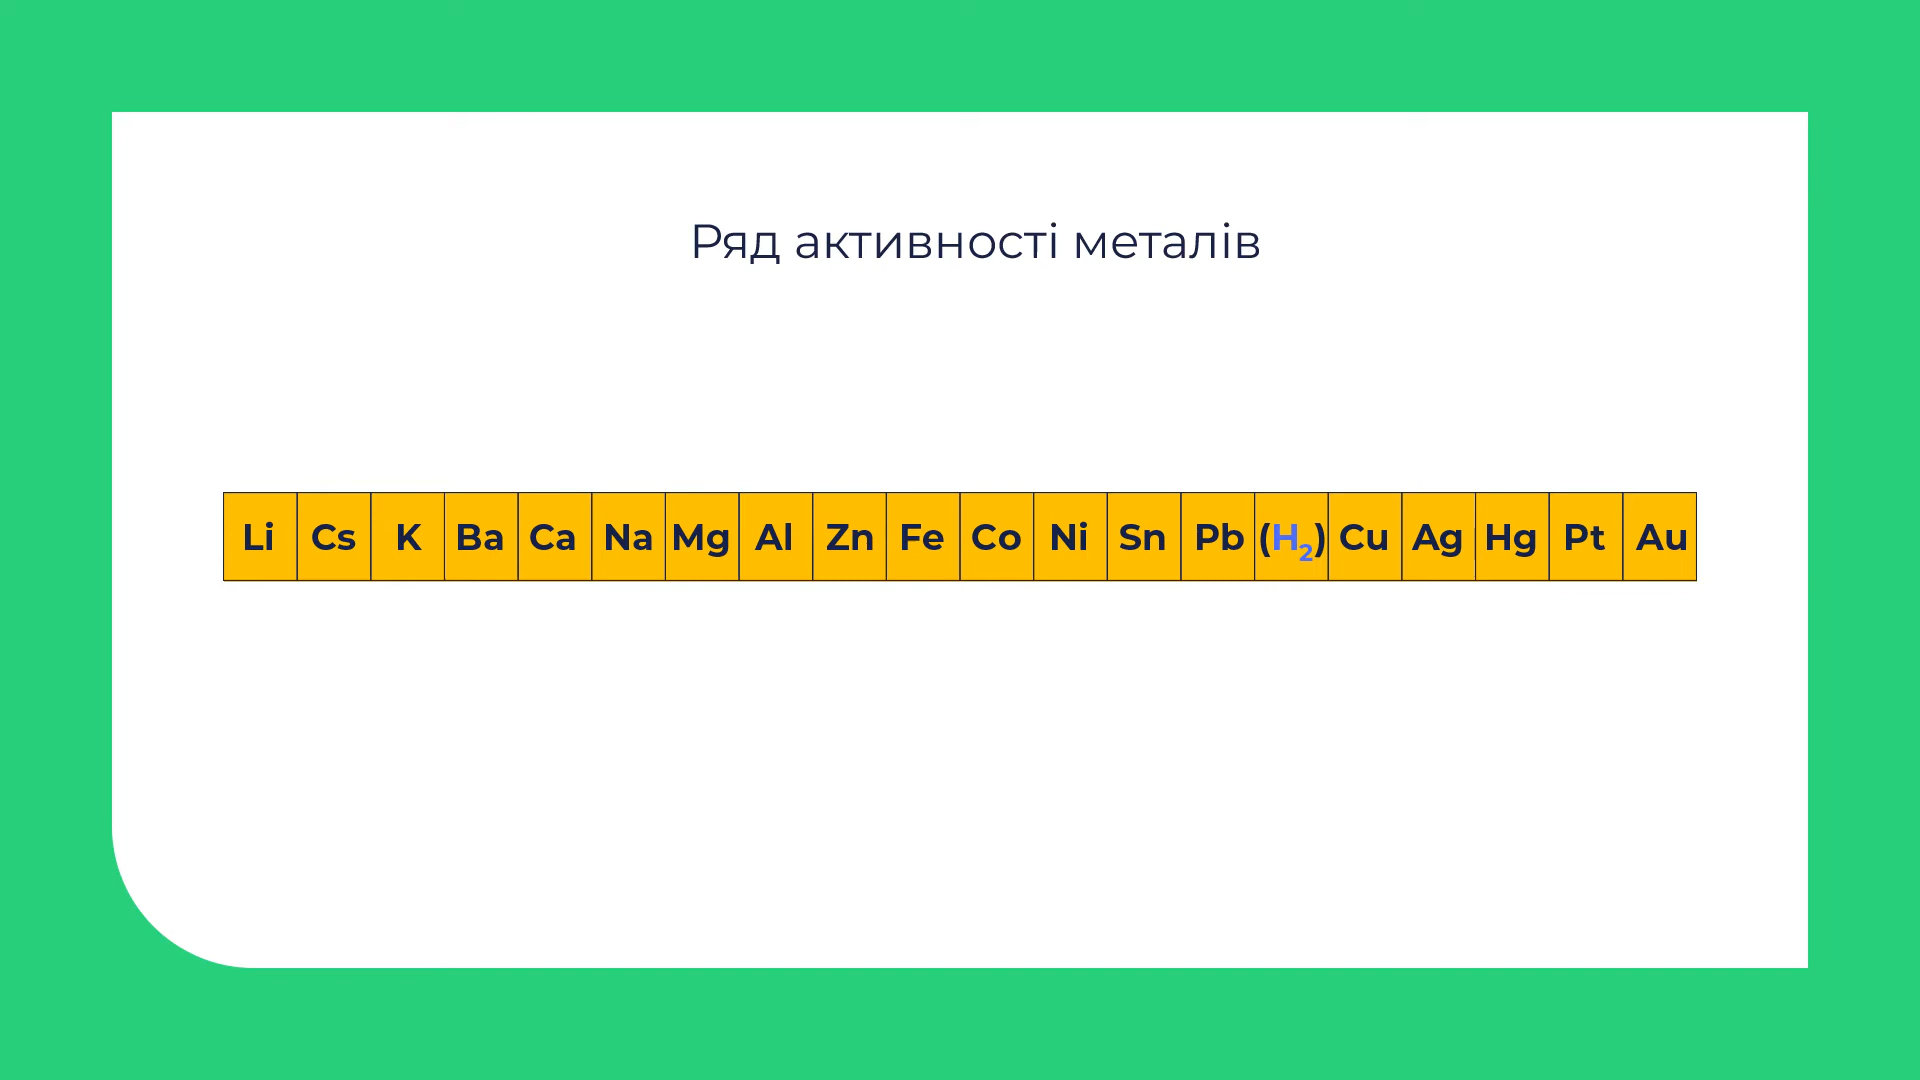 Ряд активності металів
Li Cs K Ba Ca Na Mg Al Zn Fe Co Ni Sn Pb (H₂) Cu Ag Hg Pt Au